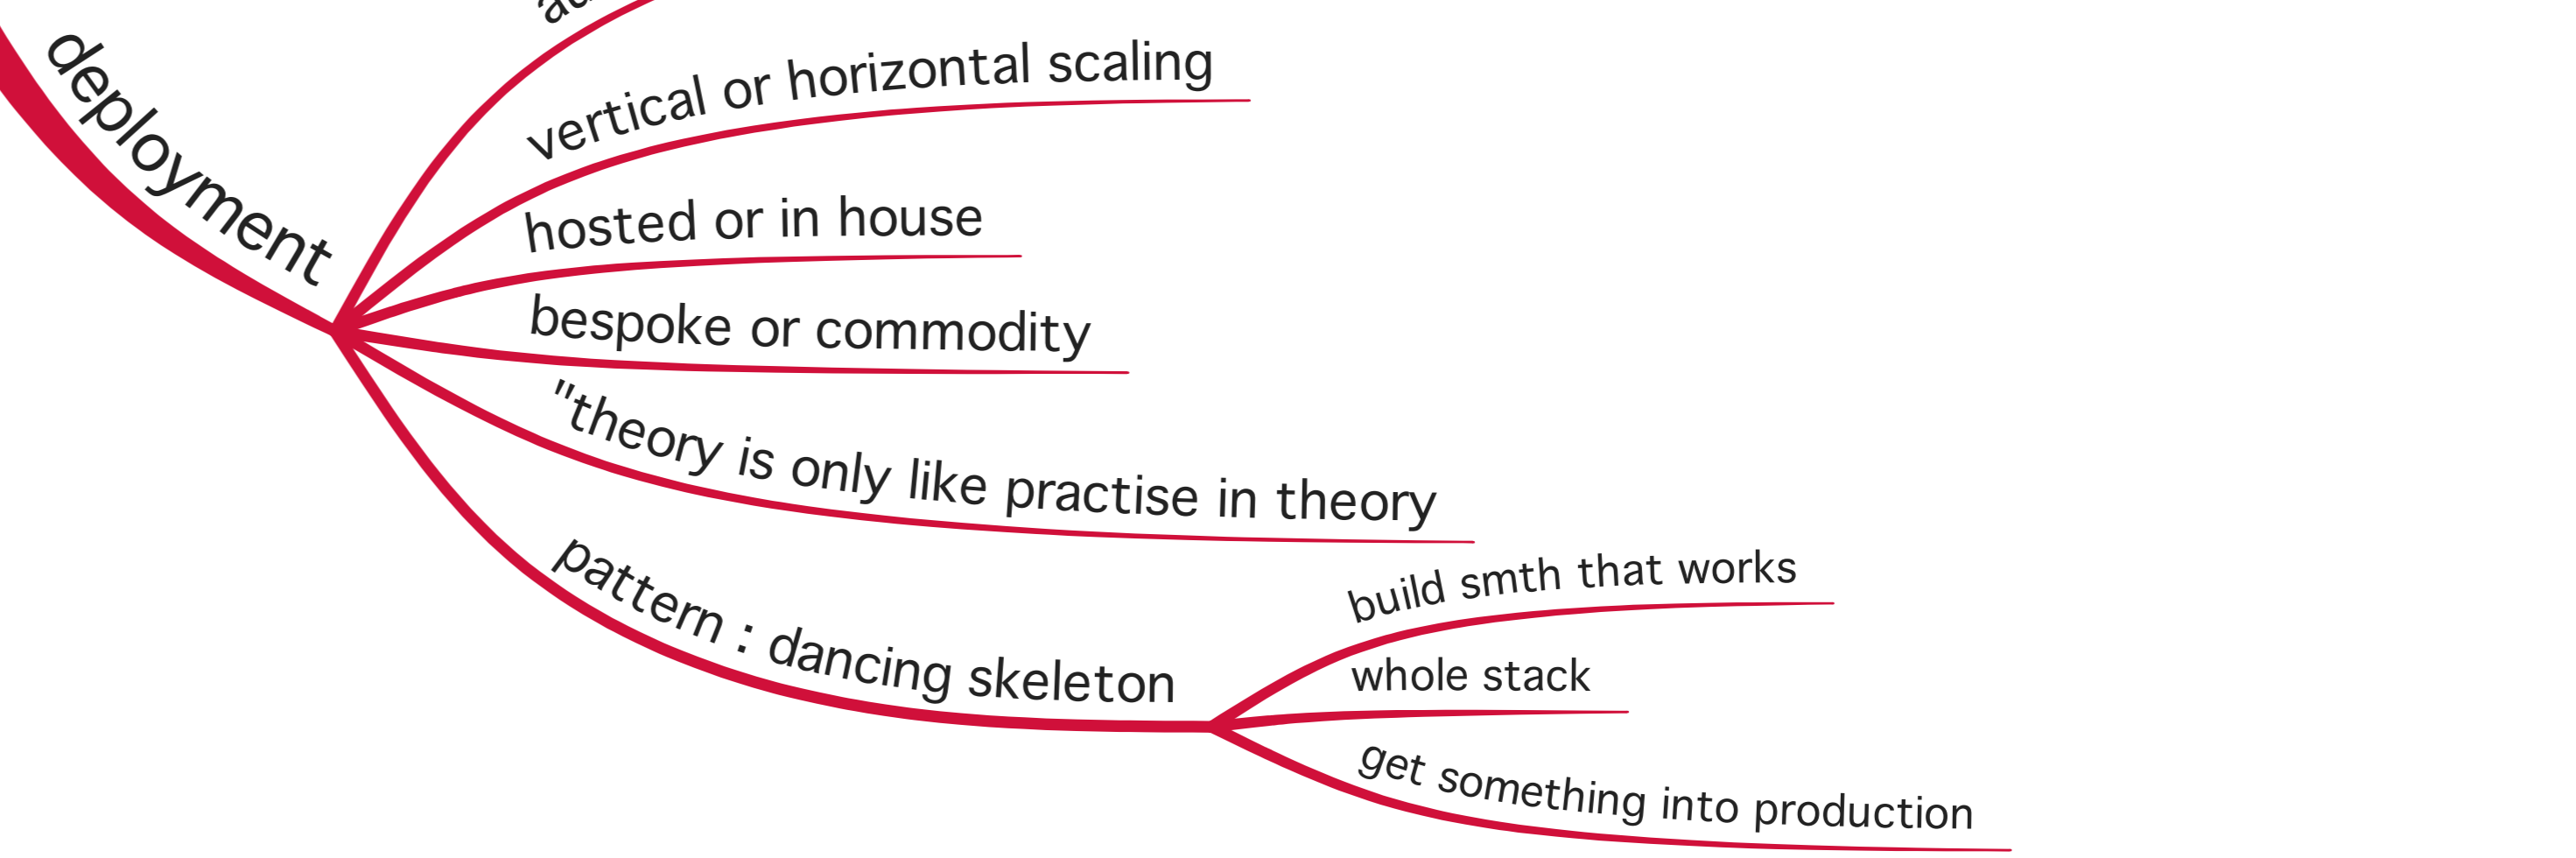 deployment
vertical or horizontal scaling
hosted or in house
bespoke or commodity
"theory is only like practise in theory
pattern : dancing skeleton
build smth that works
whole stack
get something into production